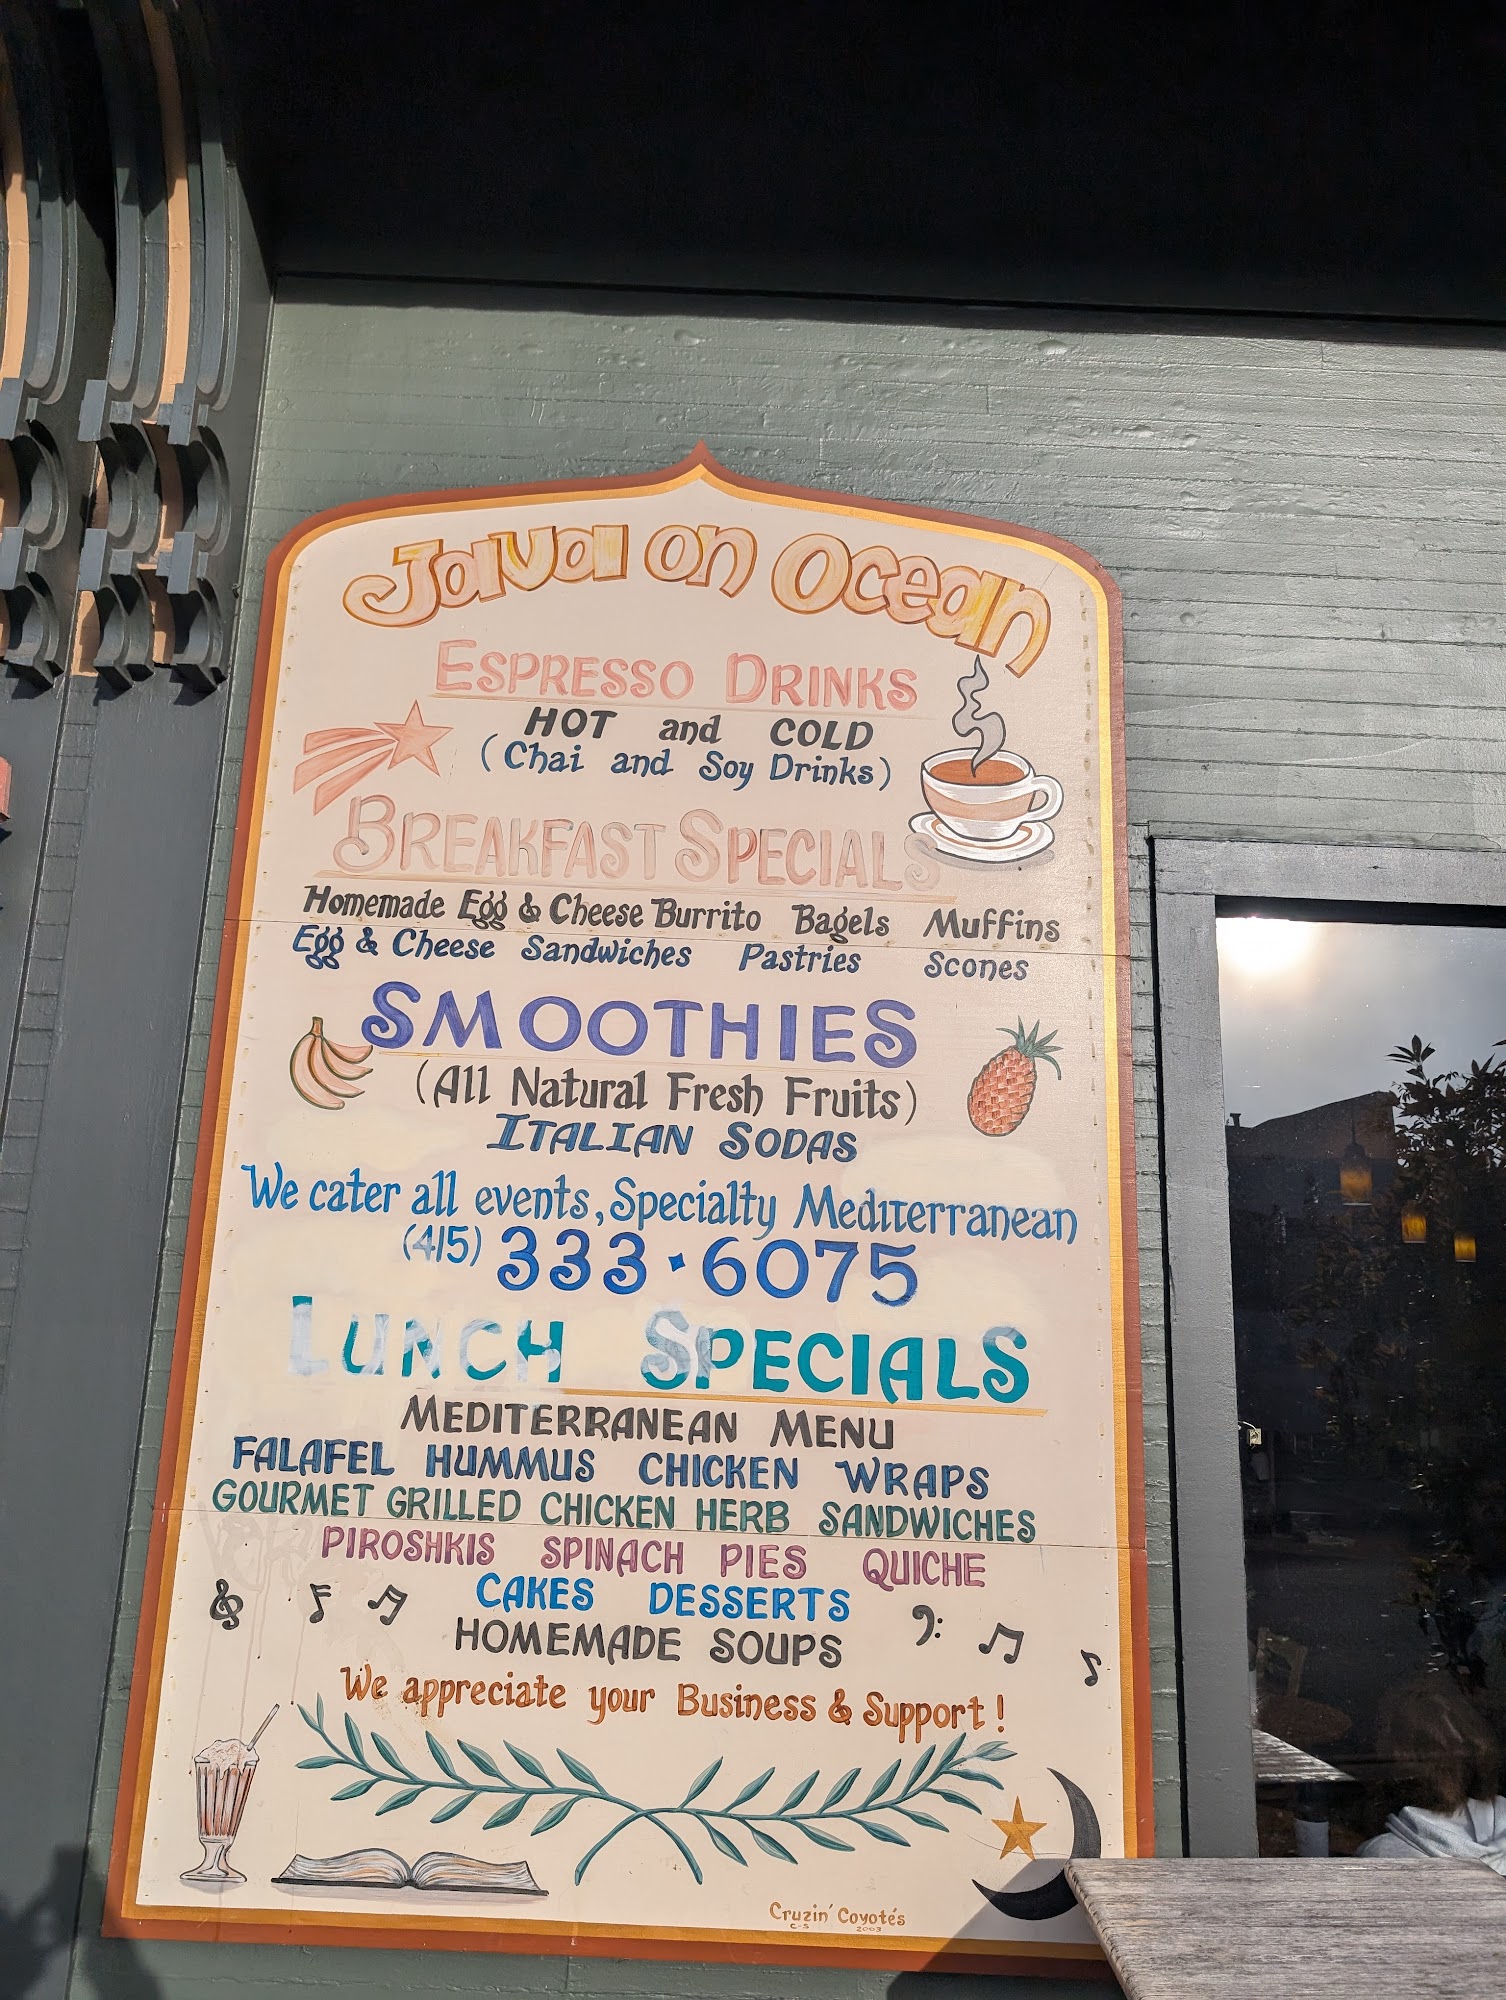 Java on Ocean
ESPRESSO DRINKS
HOT and COLD
(Chai and Soy Drinks)
BREAKFAST SPECIALS
Homemade Egg & Cheese Burrito Bagels Muffins
Egg & Cheese Sandwiches Pastries Scones
SMOOTHIES
(All Natural Fresh Fruits)
ITALIAN SODAS
We cater all events, Specialty Mediterranean
(415) 333·6075
LUNCH SPECIALS
MEDITERRANEAN MENU
FALAFEL HUMMUS CHICKEN WRAPS
GOURMET GRILLED CHICKEN HERB SANDWICHES
PIROSHKIS SPINACH PIES QUICHE
CAKES DESSERTS
HOMEMADE SOUPS
We appreciate your Business & Support!
Cruzin' Coyotés
C-S 2003